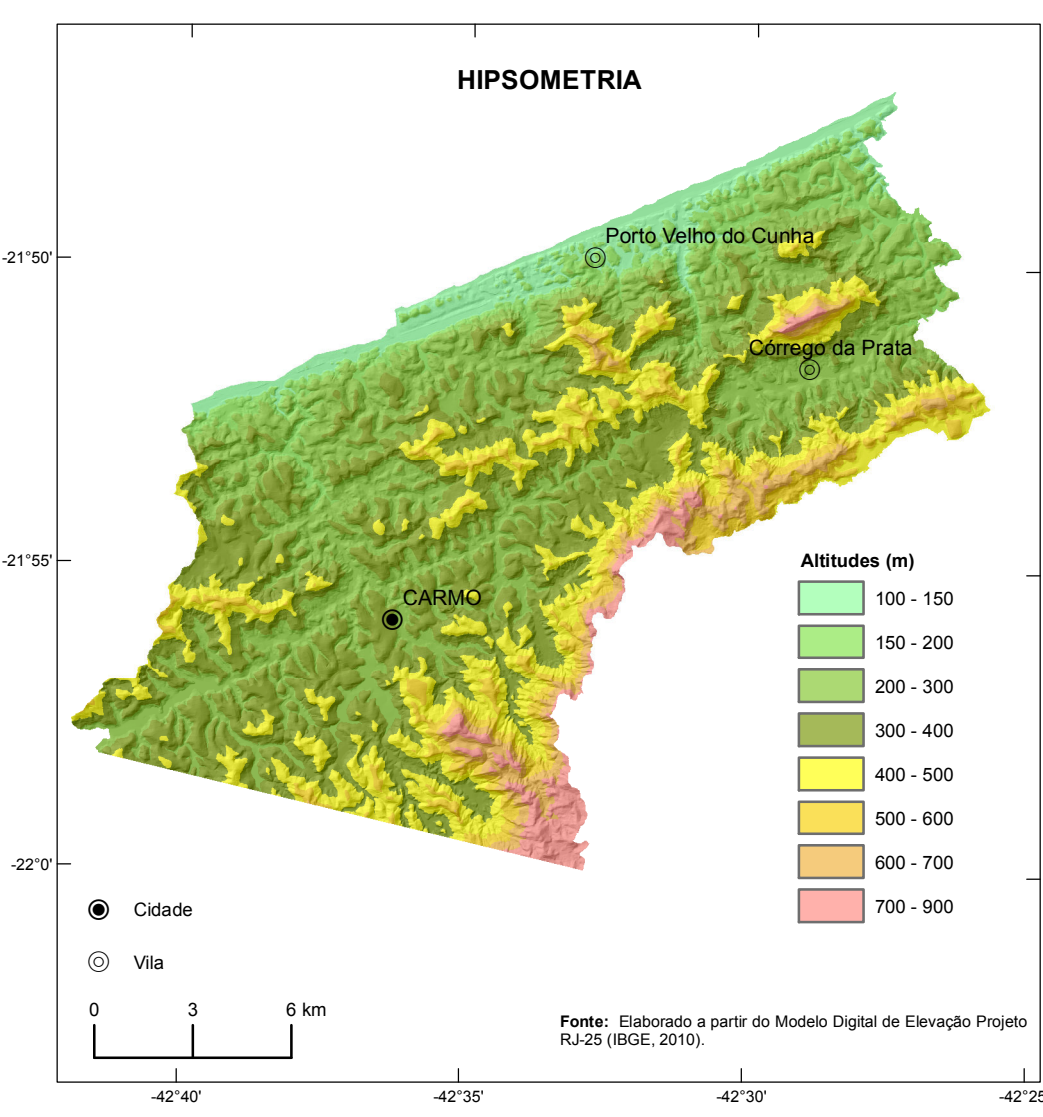 HIPSOMETRIA
Porto Velho do Cunha
-21°50'
Córrego da Prata
-21°55'
Altitudes (m)
CARMO
100 - 150
150 - 200
200 - 300
300 - 400
400 - 500
500 - 600
600 - 700
700 - 900
-22°0'
Cidade
Vila
0 3 6 km
Fonte: Elaborado a partir do Modelo Digital de Elevação Projeto
RJ-25 (IBGE, 2010).
-42°40' -42°35' -42°30' -42°25